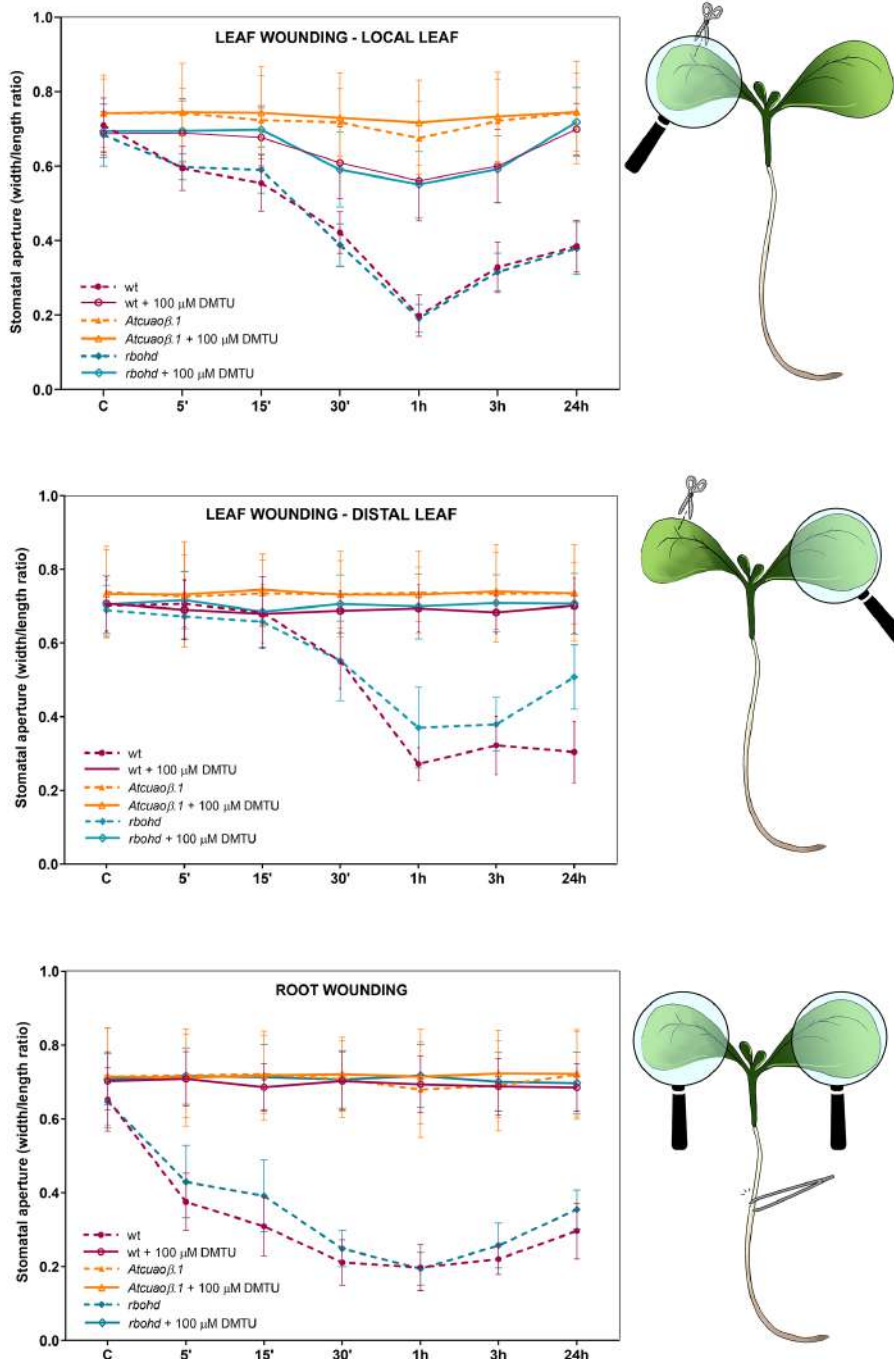 LEAF WOUNDING - LOCAL LEAF
Stomatal aperture (width/length ratio)
1.0
0.8
0.6
0.4
0.2
0.0
wt
wt + 100 µM DMTU
Atcuaoβ.1
Atcuaoβ.1 + 100 µM DMTU
rbohd
rbohd + 100 µM DMTU
C 5' 15' 30' 1h 3h 24h
LEAF WOUNDING - DISTAL LEAF
Stomatal aperture (width/length ratio)
1.0
0.8
0.6
0.4
0.2
0.0
wt
wt + 100 µM DMTU
Atcuaoβ.1
Atcuaoβ.1 + 100 µM DMTU
rbohd
rbohd + 100 µM DMTU
C 5' 15' 30' 1h 3h 24h
ROOT WOUNDING
Stomatal aperture (width/length ratio)
1.0
0.8
0.6
0.4
0.2
0.0
wt
wt + 100 µM DMTU
Atcuaoβ.1
Atcuaoβ.1 + 100 µM DMTU
rbohd
rbohd + 100 µM DMTU
C 5' 15' 30' 1h 3h 24h